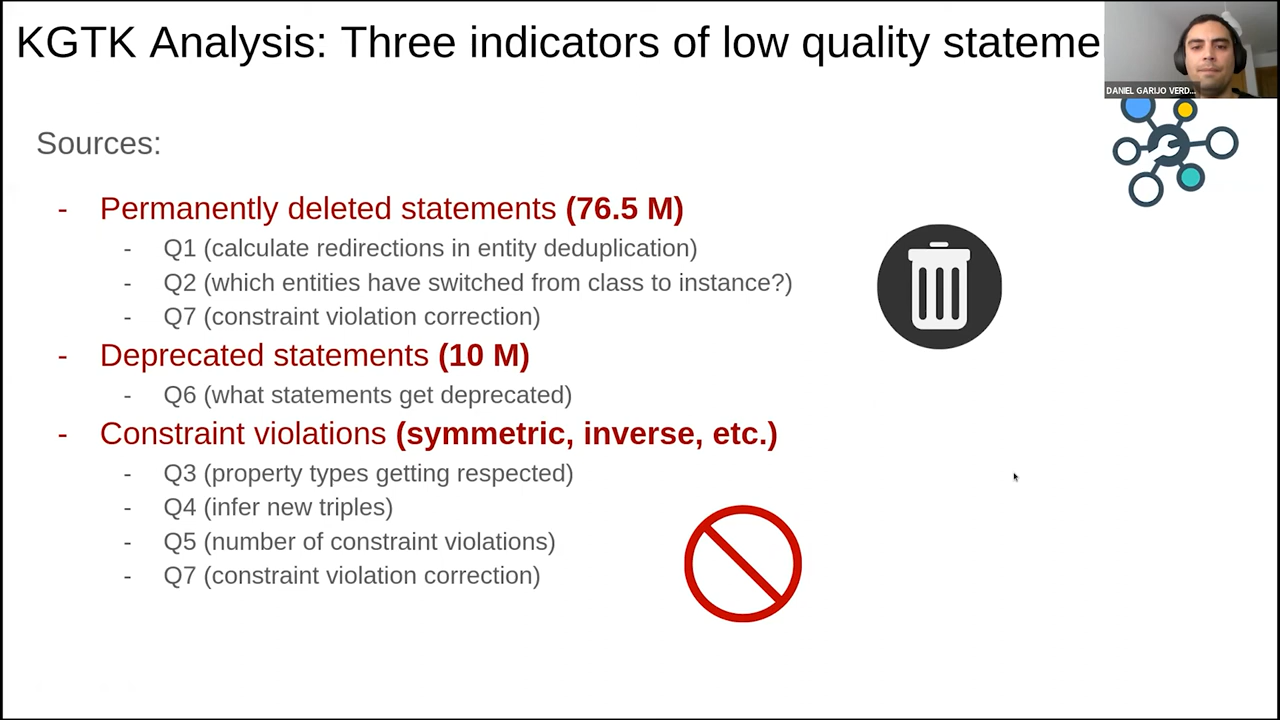 KGTK Analysis: Three indicators of low quality stateme
DANIEL GARIJO VERD...
Sources:
- Permanently deleted statements (76.5 M)
- Q1 (calculate redirections in entity deduplication)
- Q2 (which entities have switched from class to instance?)
- Q7 (constraint violation correction)
- Deprecated statements (10 M)
- Q6 (what statements get deprecated)
- Constraint violations (symmetric, inverse, etc.)
- Q3 (property types getting respected)
- Q4 (infer new triples)
- Q5 (number of constraint violations)
- Q7 (constraint violation correction)